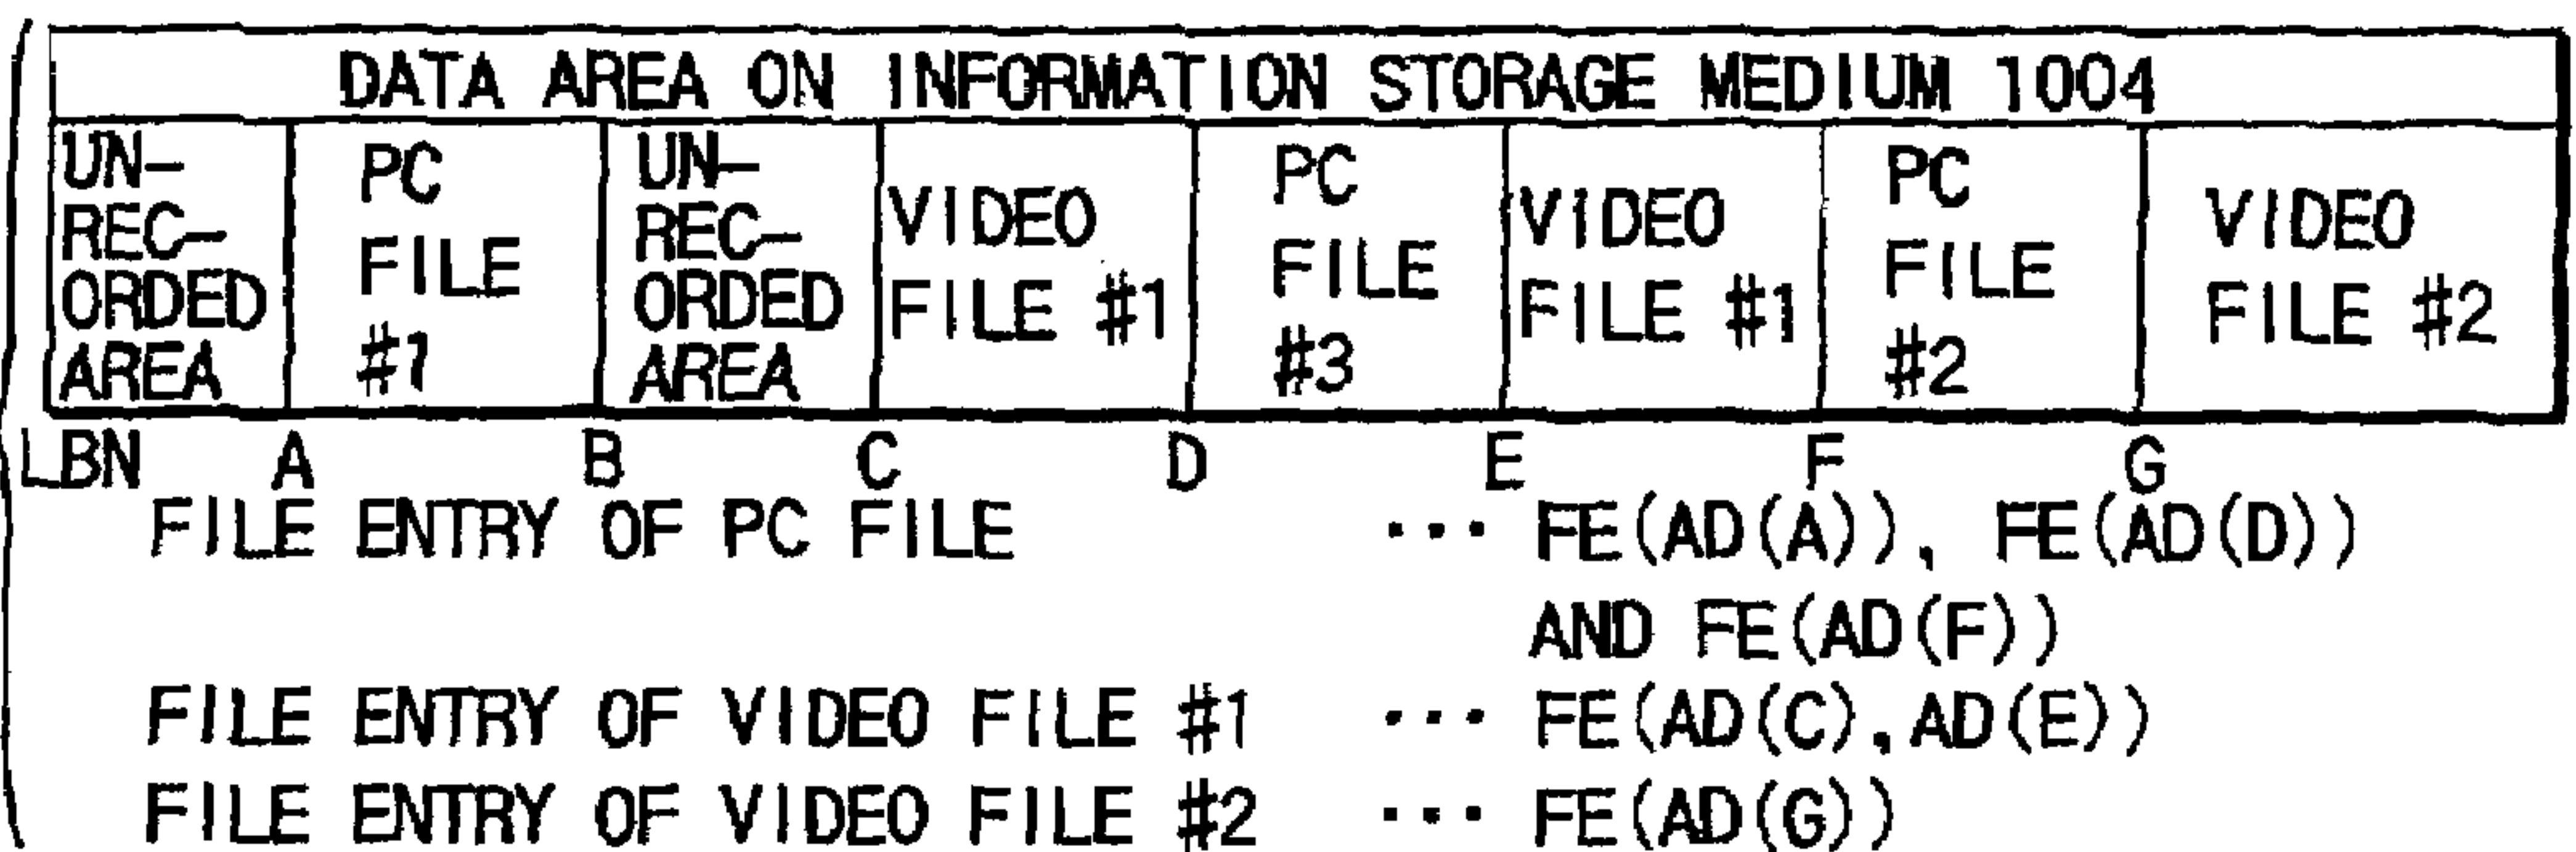 DATA AREA ON INFORMATION STORAGE MEDIUM 1004
UN-
REC-
ORDED
AREA
PC
FILE
#1
UN-
REC-
ORDED
AREA
VIDEO
FILE #1
PC
FILE
#3
VIDEO
FILE #1
PC
FILE
#2
VIDEO
FILE #2
LBN A B C D E F G
FILE ENTRY OF PC FILE ... FE(AD(A)), FE(AD(D))
AND FE(AD(F))
FILE ENTRY OF VIDEO FILE #1 ... FE(AD(C),AD(E))
FILE ENTRY OF VIDEO FILE #2 ... FE(AD(G))